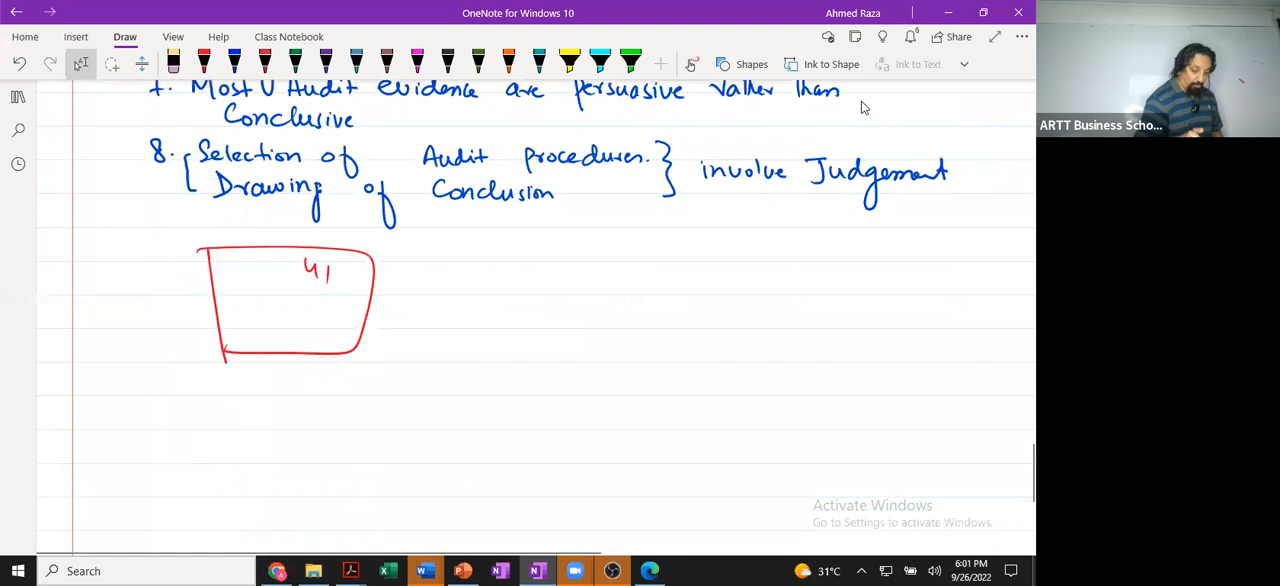 OneNote for Windows 10
Ahmed Raza
Home Insert Draw View Help Class Notebook
Share
Shapes Ink to Shape Ink to Text
7. Most Audit evidence are persuasive rather than
Conclusive
8. Selection of Audit procedures.
Drawing of Conclusion
involve Judgement
41
ARTT Business Scho...
Activate Windows
Go to Settings to activate Windows.
Search
31°C
6:01 PM
9/26/2022